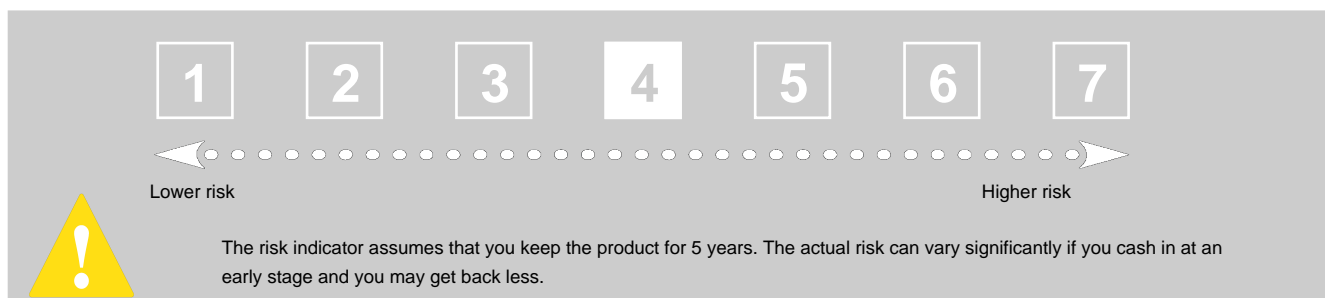 1 2 3 4 5 6 7
Lower risk Higher risk
!
The risk indicator assumes that you keep the product for 5 years. The actual risk can vary significantly if you cash in at an
early stage and you may get back less.